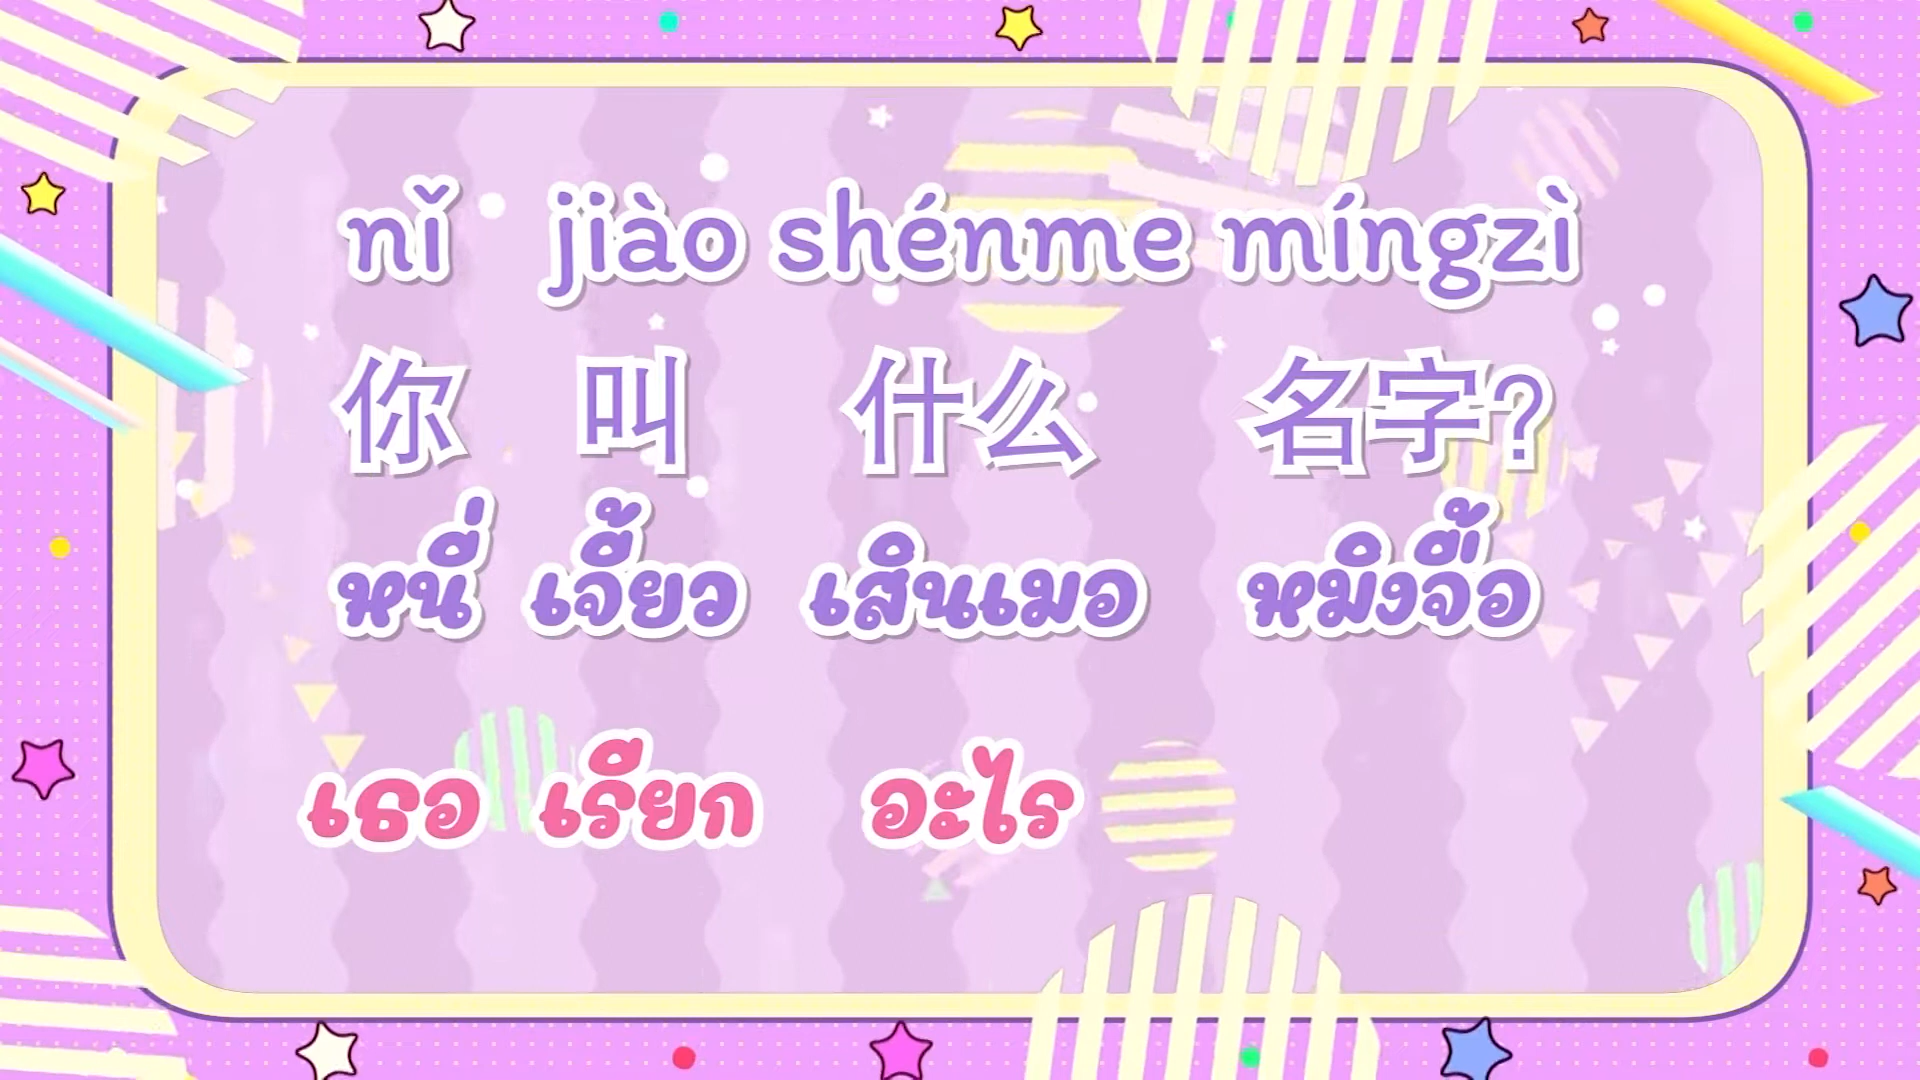 nǐ jiào shénme míngzì
你 叫 什么 名字?
หนี่ เจี้ยว เสินเมอ หมิงจื้อ
เธอ เรียก อะไร